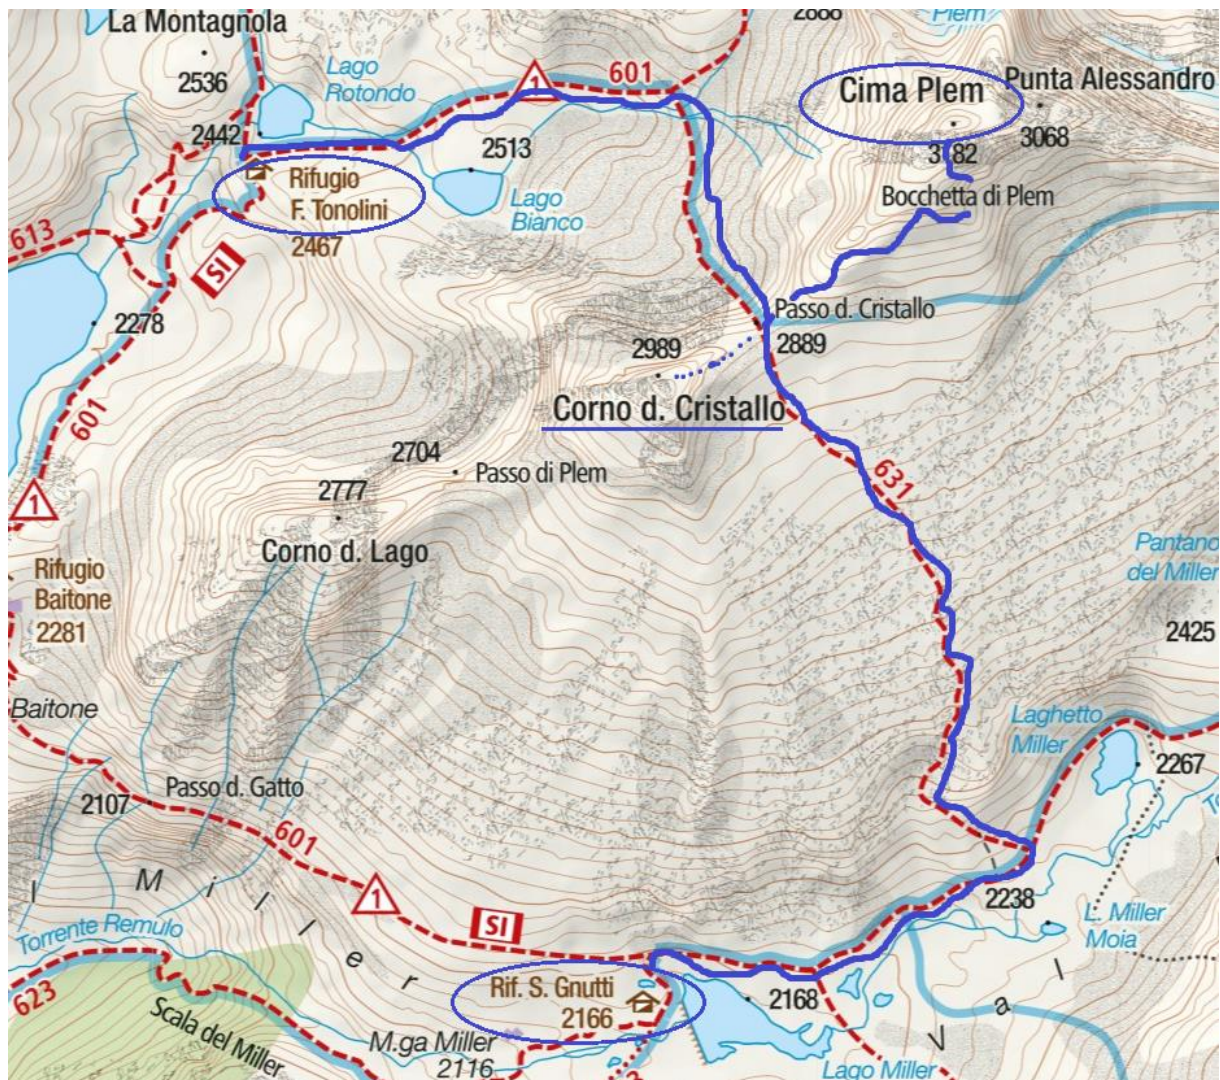 La Montagnola
2536
2888
Plem
Lago
Rotondo
1
601
Cima Plem
Punta Alessandro
3068
2442
2513
3182
Rifugio
F. Tonolini
2467
Lago
Bianco
Bocchetta di Plem
613
SI
2278
Passo d. Cristallo
2889
2989
Corno d. Cristallo
601
2704
Passo di Plem
631
2777
1
Corno d. Lago
Pantano
del Miller
Rifugio
Baitone
2281
2425
Baitone
Laghetto
Miller
2267
Passo d. Gatto
2107
601
l M i l l e r
1
SI
2238
L. Miller
Moia
Torrente Remulo
Rif. S. Gnutti
2166
2168
623
Scala del Miller
M.ga Miller
2116
V a l
Lago Miller